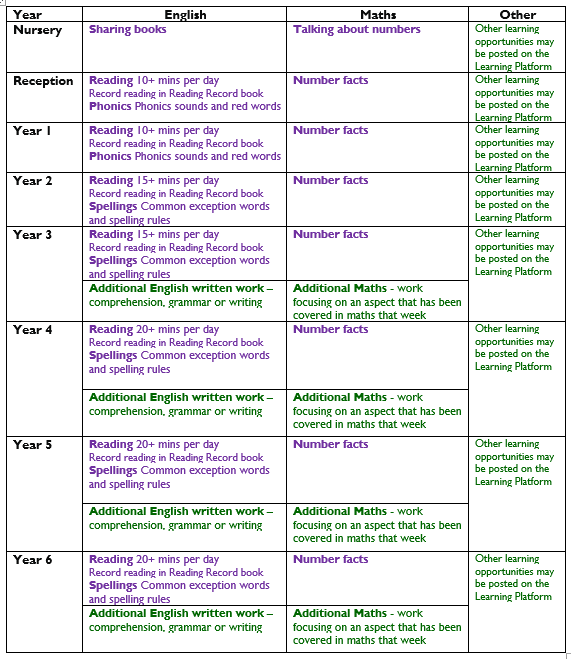 Year English Maths Other
Nursery
Sharing books
Talking about numbers
Other learning
opportunities may
be posted on the
Learning Platform
Reception
Reading 10+ mins per day
Record reading in Reading Record book
Phonics Phonics sounds and red words
Number facts
Other learning
opportunities may
be posted on the
Learning Platform
Year 1
Reading 10+ mins per day
Record reading in Reading Record book
Phonics Phonics sounds and red words
Number facts
Other learning
opportunities may
be posted on the
Learning Platform
Year 2
Reading 15+ mins per day
Record reading in Reading Record book
Spellings Common exception words
and spelling rules
Number facts
Other learning
opportunities may
be posted on the
Learning Platform
Year 3
Reading 15+ mins per day
Record reading in Reading Record book
Spellings Common exception words
and spelling rules
Number facts
Other learning
opportunities may
be posted on the
Learning Platform
Additional English written work –
comprehension, grammar or writing
Additional Maths - work
focusing on an aspect that has been
covered in maths that week
Year 4
Reading 20+ mins per day
Record reading in Reading Record book
Spellings Common exception words
and spelling rules
Number facts
Other learning
opportunities may
be posted on the
Learning Platform
Additional English written work –
comprehension, grammar or writing
Additional Maths - work
focusing on an aspect that has been
covered in maths that week
Year 5
Reading 20+ mins per day
Record reading in Reading Record book
Spellings Common exception words
and spelling rules
Number facts
Other learning
opportunities may
be posted on the
Learning Platform
Additional English written work –
comprehension, grammar or writing
Additional Maths - work
focusing on an aspect that has been
covered in maths that week
Year 6
Reading 20+ mins per day
Record reading in Reading Record book
Spellings Common exception words
and spelling rules
Number facts
Other learning
opportunities may
be posted on the
Learning Platform
Additional English written work –
comprehension, grammar or writing
Additional Maths - work
focusing on an aspect that has been
covered in maths that week